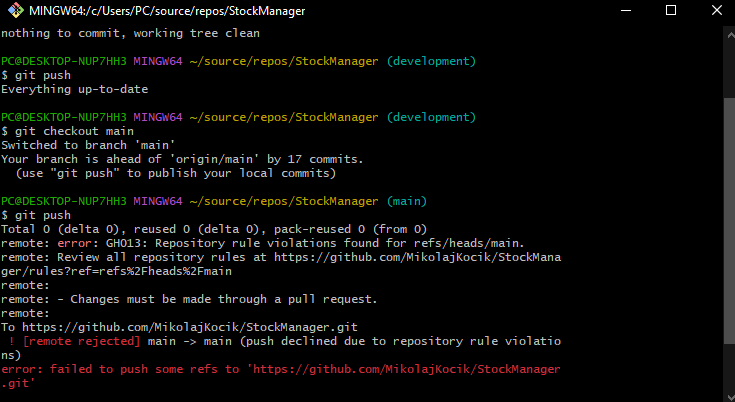 MINGW64:/c/Users/PC/source/repos/StockManager
nothing to commit, working tree clean
PC@DESKTOP-NUP7HH3 MINGW64 ~/source/repos/StockManager (development)
$ git push
Everything up-to-date
PC@DESKTOP-NUP7HH3 MINGW64 ~/source/repos/StockManager (development)
$ git checkout main
Switched to branch 'main'
Your branch is ahead of 'origin/main' by 17 commits.
  (use "git push" to publish your local commits)
PC@DESKTOP-NUP7HH3 MINGW64 ~/source/repos/StockManager (main)
$ git push
Total 0 (delta 0), reused 0 (delta 0), pack-reused 0 (from 0)
remote: error: GH013: Repository rule violations found for refs/heads/main.
remote: Review all repository rules at https://github.com/MikolajKocik/StockMana
ger/rules?ref=refs%2Fheads%2Fmain
remote:
remote: - Changes must be made through a pull request.
remote:
To https://github.com/MikolajKocik/StockManager.git
 ! [remote rejected] main -> main (push declined due to repository rule violatio
ns)
error: failed to push some refs to 'https://github.com/MikolajKocik/StockManager
.git'